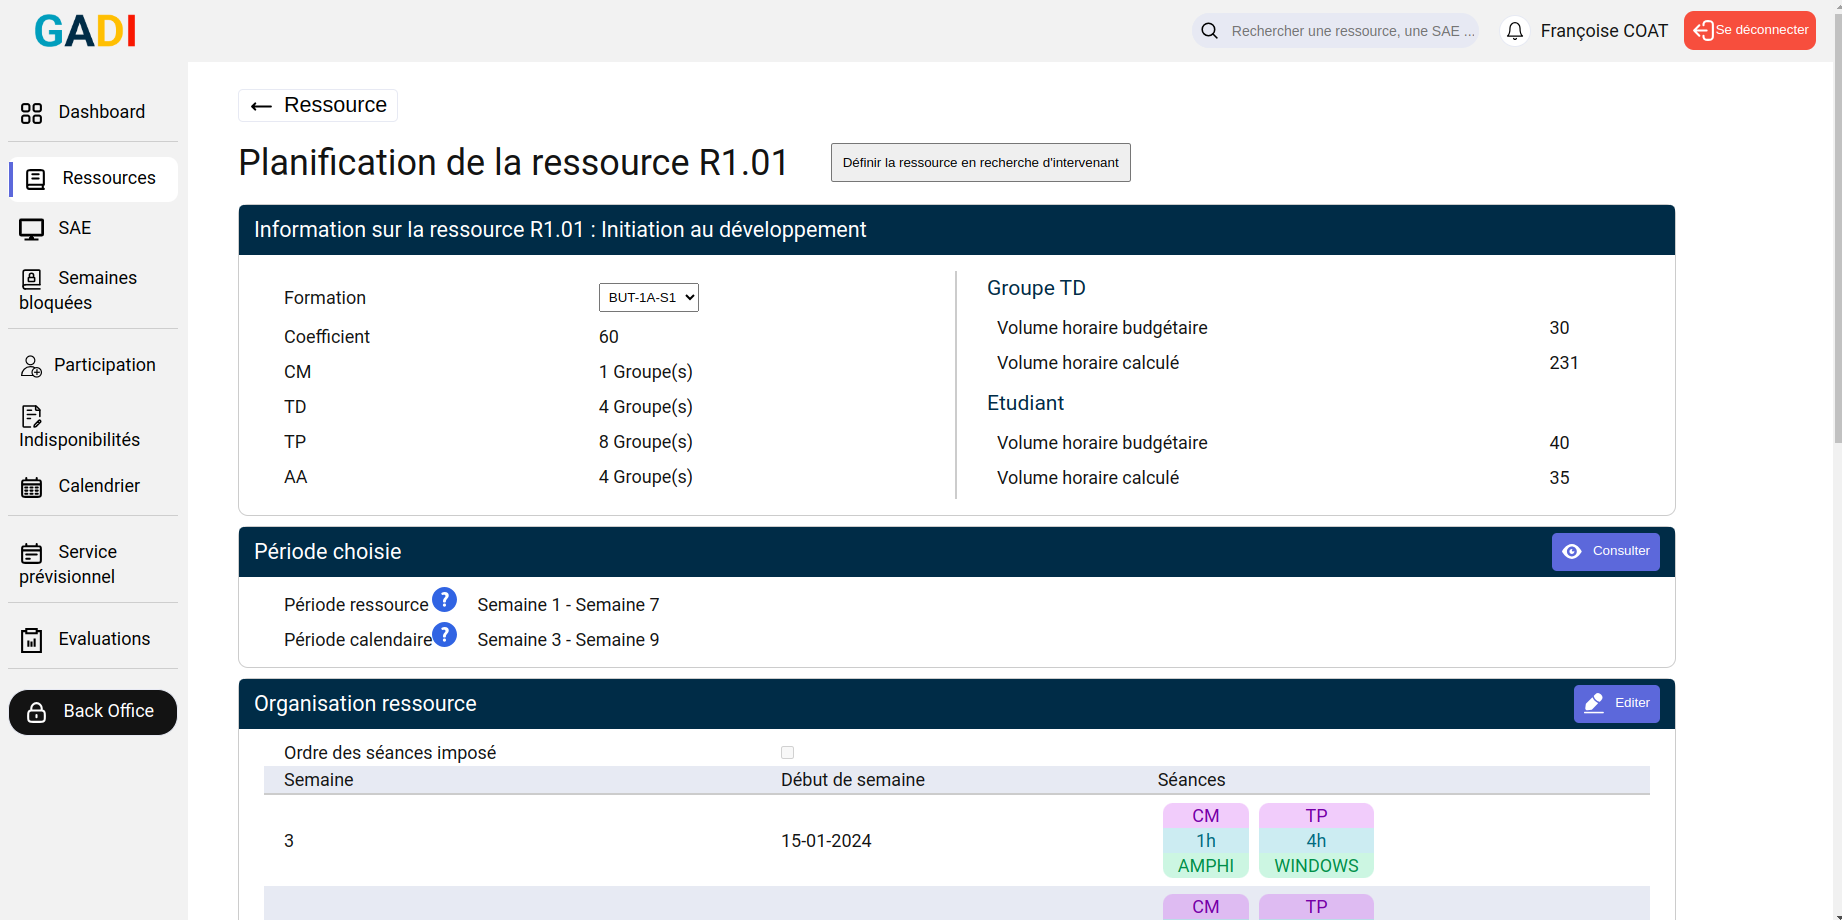 GADI
Rechercher une ressource, une SAE ...
Françoise COAT
Se déconnecter
Dashboard
Ressources
SAE
Semaines
bloquées
Participation
Indisponibilités
Calendrier
Service
prévisionnel
Evaluations
Back Office
← Ressource
Planification de la ressource R1.01
Définir la ressource en recherche d'intervenant
Information sur la ressource R1.01 : Initiation au développement
Formation BUT-1A-S1
Coefficient 60
CM 1 Groupe(s)
TD 4 Groupe(s)
TP 8 Groupe(s)
AA 4 Groupe(s)
Groupe TD
Volume horaire budgétaire 30
Volume horaire calculé 231
Etudiant
Volume horaire budgétaire 40
Volume horaire calculé 35
Période choisie
Consulter
Période ressource ? Semaine 1 - Semaine 7
Période calendaire ? Semaine 3 - Semaine 9
Organisation ressource
Editer
Ordre des séances imposé
Semaine Début de semaine Séances
3 15-01-2024
CM TP
1h 4h
AMPHI WINDOWS
CM TP